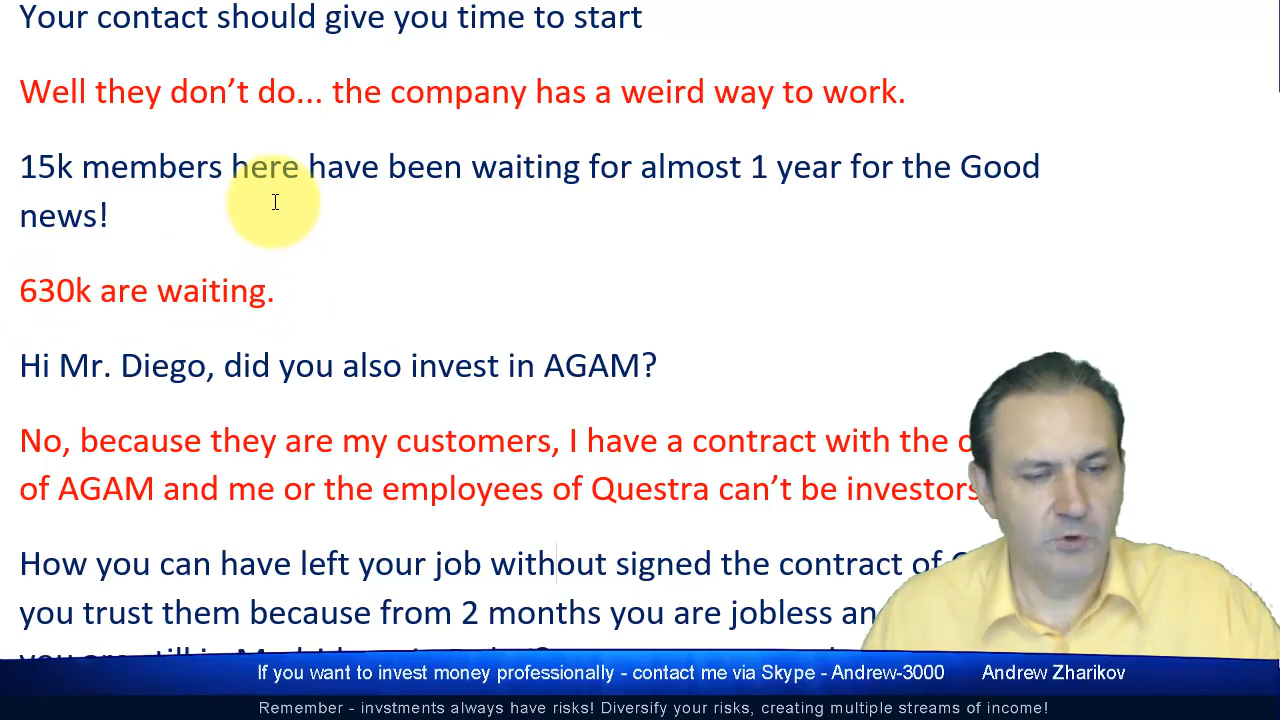 Your contact should give you time to start
Well they don’t do... the company has a weird way to work.
15k members here have been waiting for almost 1 year for the Good
news!
630k are waiting.
Hi Mr. Diego, did you also invest in AGAM?
No, because they are my customers, I have a contract with the
of AGAM and me or the employees of Questra can’t be investors
How you can have left your job without signed the contract of
you trust them because from 2 months you are jobless
If you want to invest money professionally - contact me via Skype - Andrew-3000 Andrew Zharikov
Remember - invstments always have risks! Diversify your risks, creating multiple streams of income!